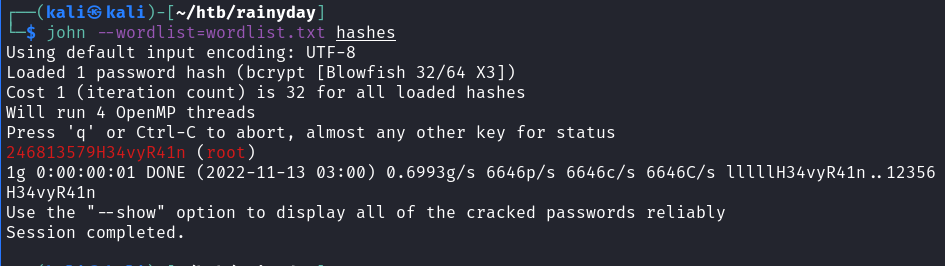 ┌──(kali㉿kali)-[~/htb/rainyday]
└─$ john --wordlist=wordlist.txt hashes
Using default input encoding: UTF-8
Loaded 1 password hash (bcrypt [Blowfish 32/64 X3])
Cost 1 (iteration count) is 32 for all loaded hashes
Will run 4 OpenMP threads
Press 'q' or Ctrl-C to abort, almost any other key for status
246813579H34vyR41n (root)
1g 0:00:00:01 DONE (2022-11-13 03:00) 0.6993g/s 6646p/s 6646c/s 6646C/s lllllH34vyR41n..12356
H34vyR41n
Use the "--show" option to display all of the cracked passwords reliably
Session completed.